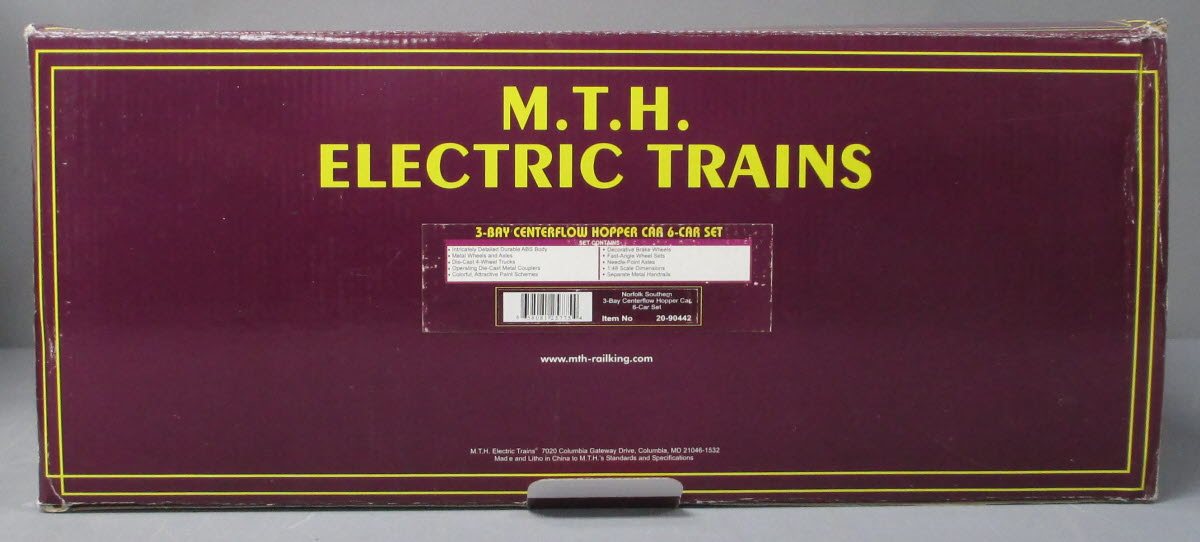 M.T.H.
ELECTRIC TRAINS
3-BAY CENTERFLOW HOPPER CAR 6-CAR SET
SET CONTAINS
• Intricately Detailed Durable ABS Body
• Metal Wheels and Axles
• Die-Cast 4-Wheel Trucks
• Operating Die-Cast Metal Couplers
• Colorful, Attractive Paint Schemes
• Decorative Brake Wheels
• Fast-Angle Wheel Sets
• Needle-Point Axles
• 1:48 Scale Dimensions
• Separate Metal Handrails
Norfolk Southern
3-Bay Centerflow Hopper Car
6-Car Set
Item No 20-90442
www.mth-railking.com
M.T.H. Electric Trains 7020 Columbia Gateway Drive, Columbia, MD 21046-1532
Made and Litho in China to M.T.H.'s Standards and Specifications